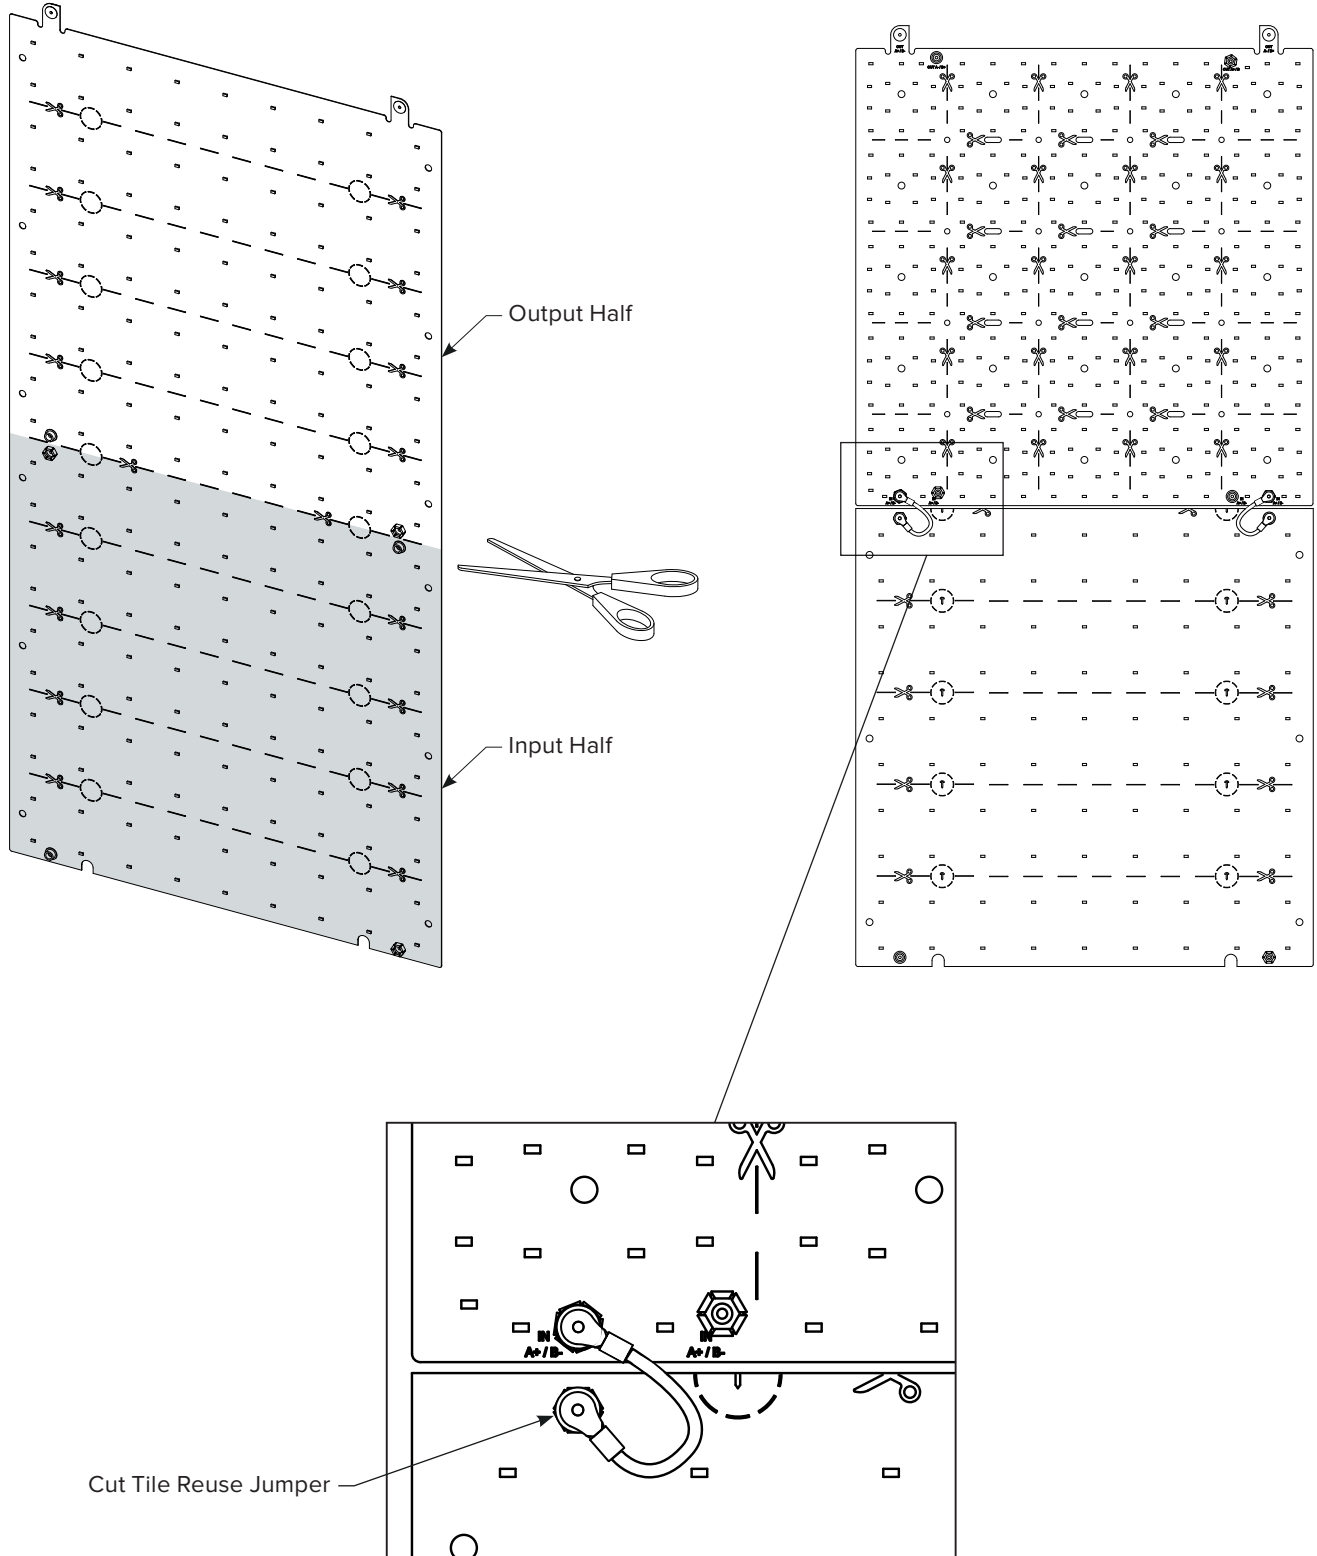 Output Half
Input Half
IN
A+ / B-
IN
A+ / B-
Cut Tile Reuse Jumper